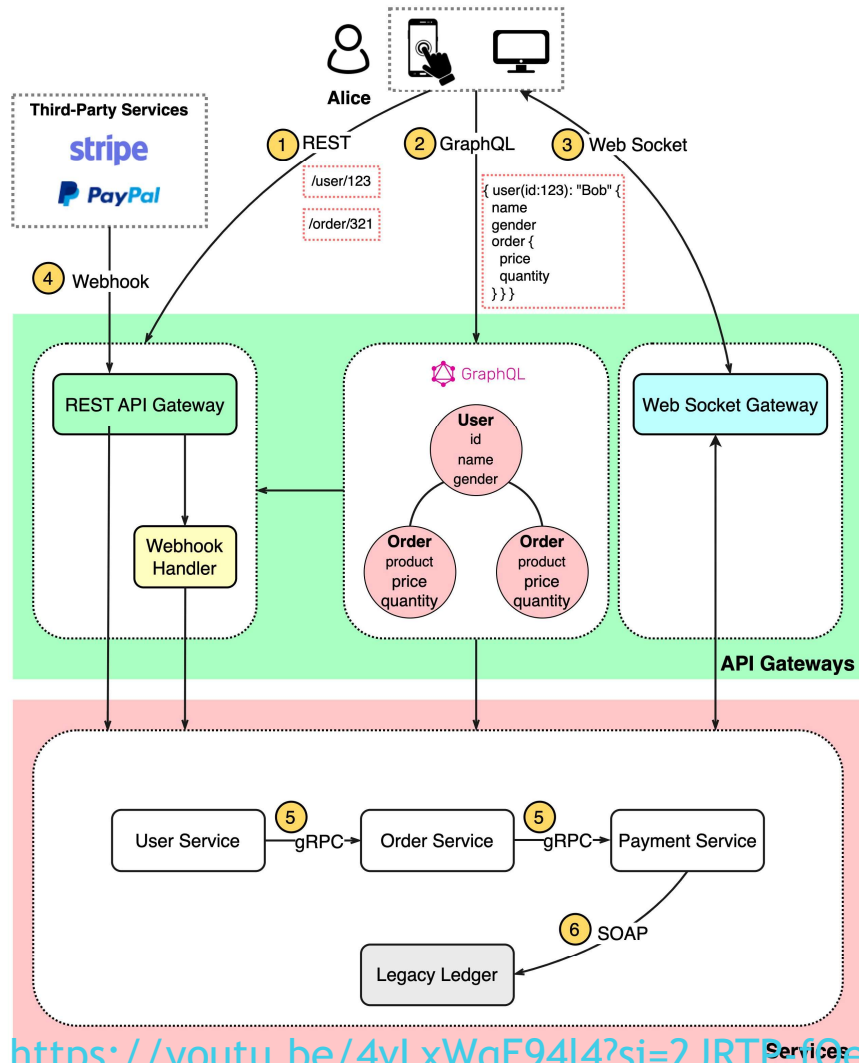 Alice
Third-Party Services
stripe
PayPal
1 REST
/user/123
/order/321
2 GraphQL
{ user(id:123): "Bob" {
name
gender
order {
price
quantity
} } }
3 Web Socket
4 Webhook
REST API Gateway
Webhook
Handler
GraphQL
User
id
name
gender
Order
product
price
quantity
Order
product
price
quantity
Web Socket Gateway
API Gateways
User Service
5
gRPC
Order Service
5
gRPC
Payment Service
6 SOAP
Legacy Ledger
Services